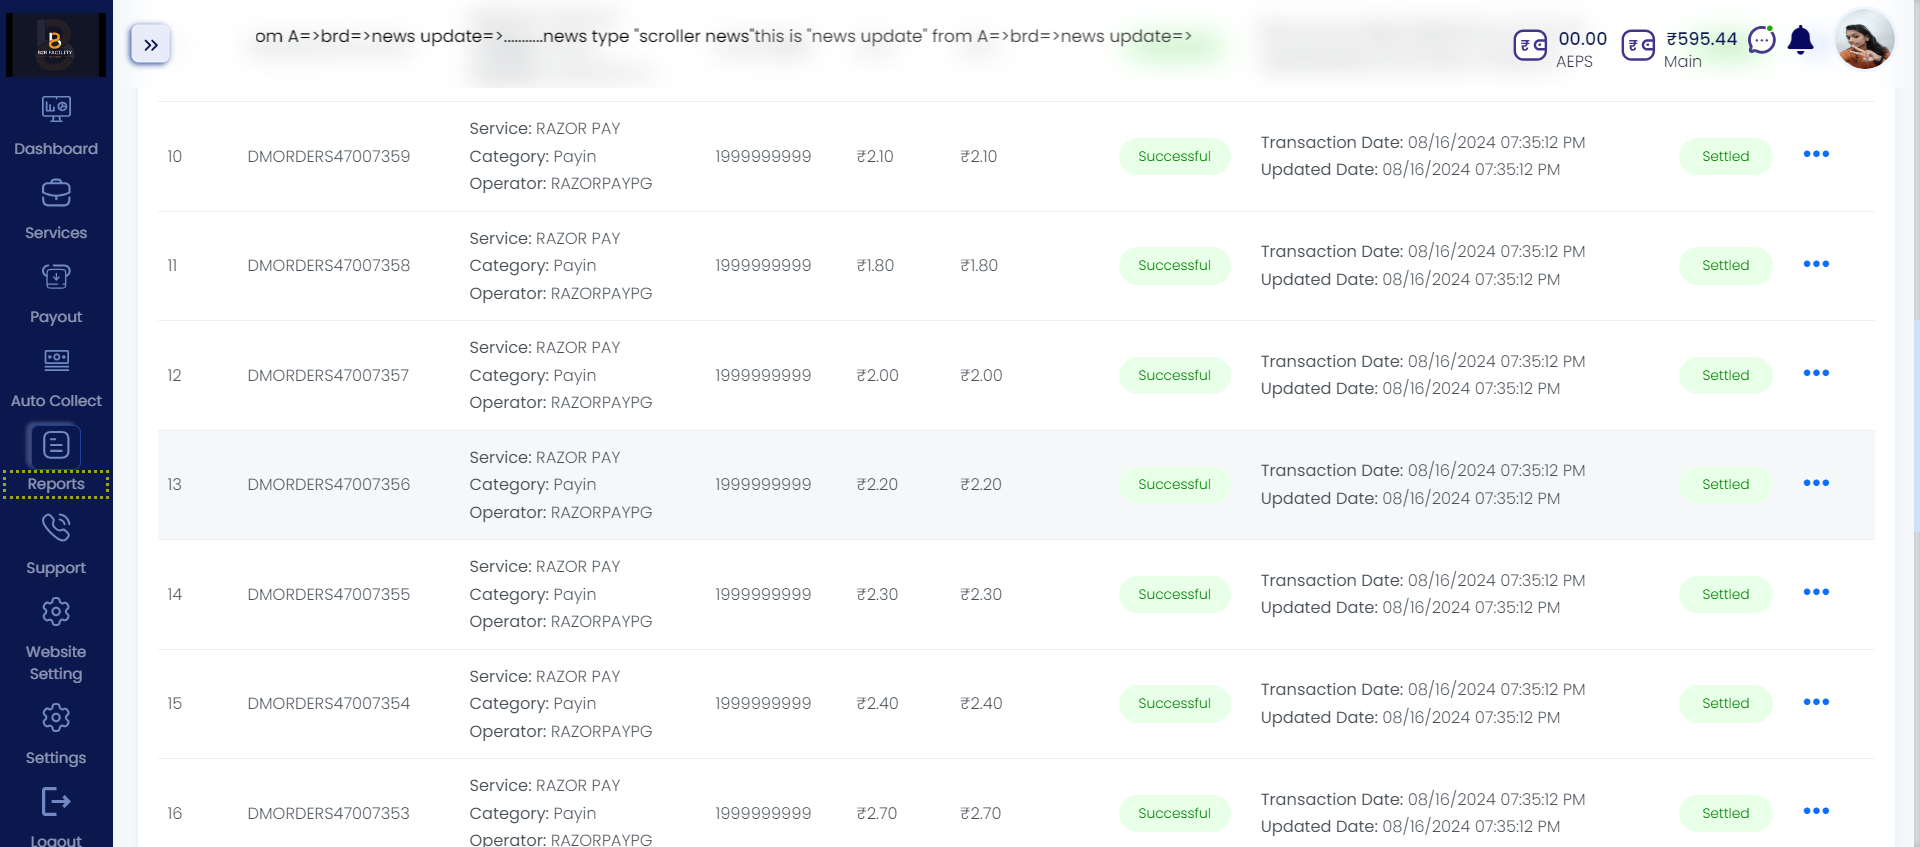 B2B FACILITY
om A=>brd=>news update=>...........news type "scroller news"this is "news update" from A=>brd=>news update=>
00.00
AEPS
₹595.44
Main
Dashboard
Services
Payout
Auto Collect
Reports
Support
Website
Setting
Settings
Logout
10 DMORDERS47007359 Service: RAZOR PAY Category: Payin Operator: RAZORPAYPG 1999999999 ₹2.10 ₹2.10 Successful Transaction Date: 08/16/2024 07:35:12 PM Updated Date: 08/16/2024 07:35:12 PM Settled
11 DMORDERS47007358 Service: RAZOR PAY Category: Payin Operator: RAZORPAYPG 1999999999 ₹1.80 ₹1.80 Successful Transaction Date: 08/16/2024 07:35:12 PM Updated Date: 08/16/2024 07:35:12 PM Settled
12 DMORDERS47007357 Service: RAZOR PAY Category: Payin Operator: RAZORPAYPG 1999999999 ₹2.00 ₹2.00 Successful Transaction Date: 08/16/2024 07:35:12 PM Updated Date: 08/16/2024 07:35:12 PM Settled
13 DMORDERS47007356 Service: RAZOR PAY Category: Payin Operator: RAZORPAYPG 1999999999 ₹2.20 ₹2.20 Successful Transaction Date: 08/16/2024 07:35:12 PM Updated Date: 08/16/2024 07:35:12 PM Settled
14 DMORDERS47007355 Service: RAZOR PAY Category: Payin Operator: RAZORPAYPG 1999999999 ₹2.30 ₹2.30 Successful Transaction Date: 08/16/2024 07:35:12 PM Updated Date: 08/16/2024 07:35:12 PM Settled
15 DMORDERS47007354 Service: RAZOR PAY Category: Payin Operator: RAZORPAYPG 1999999999 ₹2.40 ₹2.40 Successful Transaction Date: 08/16/2024 07:35:12 PM Updated Date: 08/16/2024 07:35:12 PM Settled
16 DMORDERS47007353 Service: RAZOR PAY Category: Payin Operator: RAZORPAYPG 1999999999 ₹2.70 ₹2.70 Successful Transaction Date: 08/16/2024 07:35:12 PM Updated Date: 08/16/2024 07:35:12 PM Settled